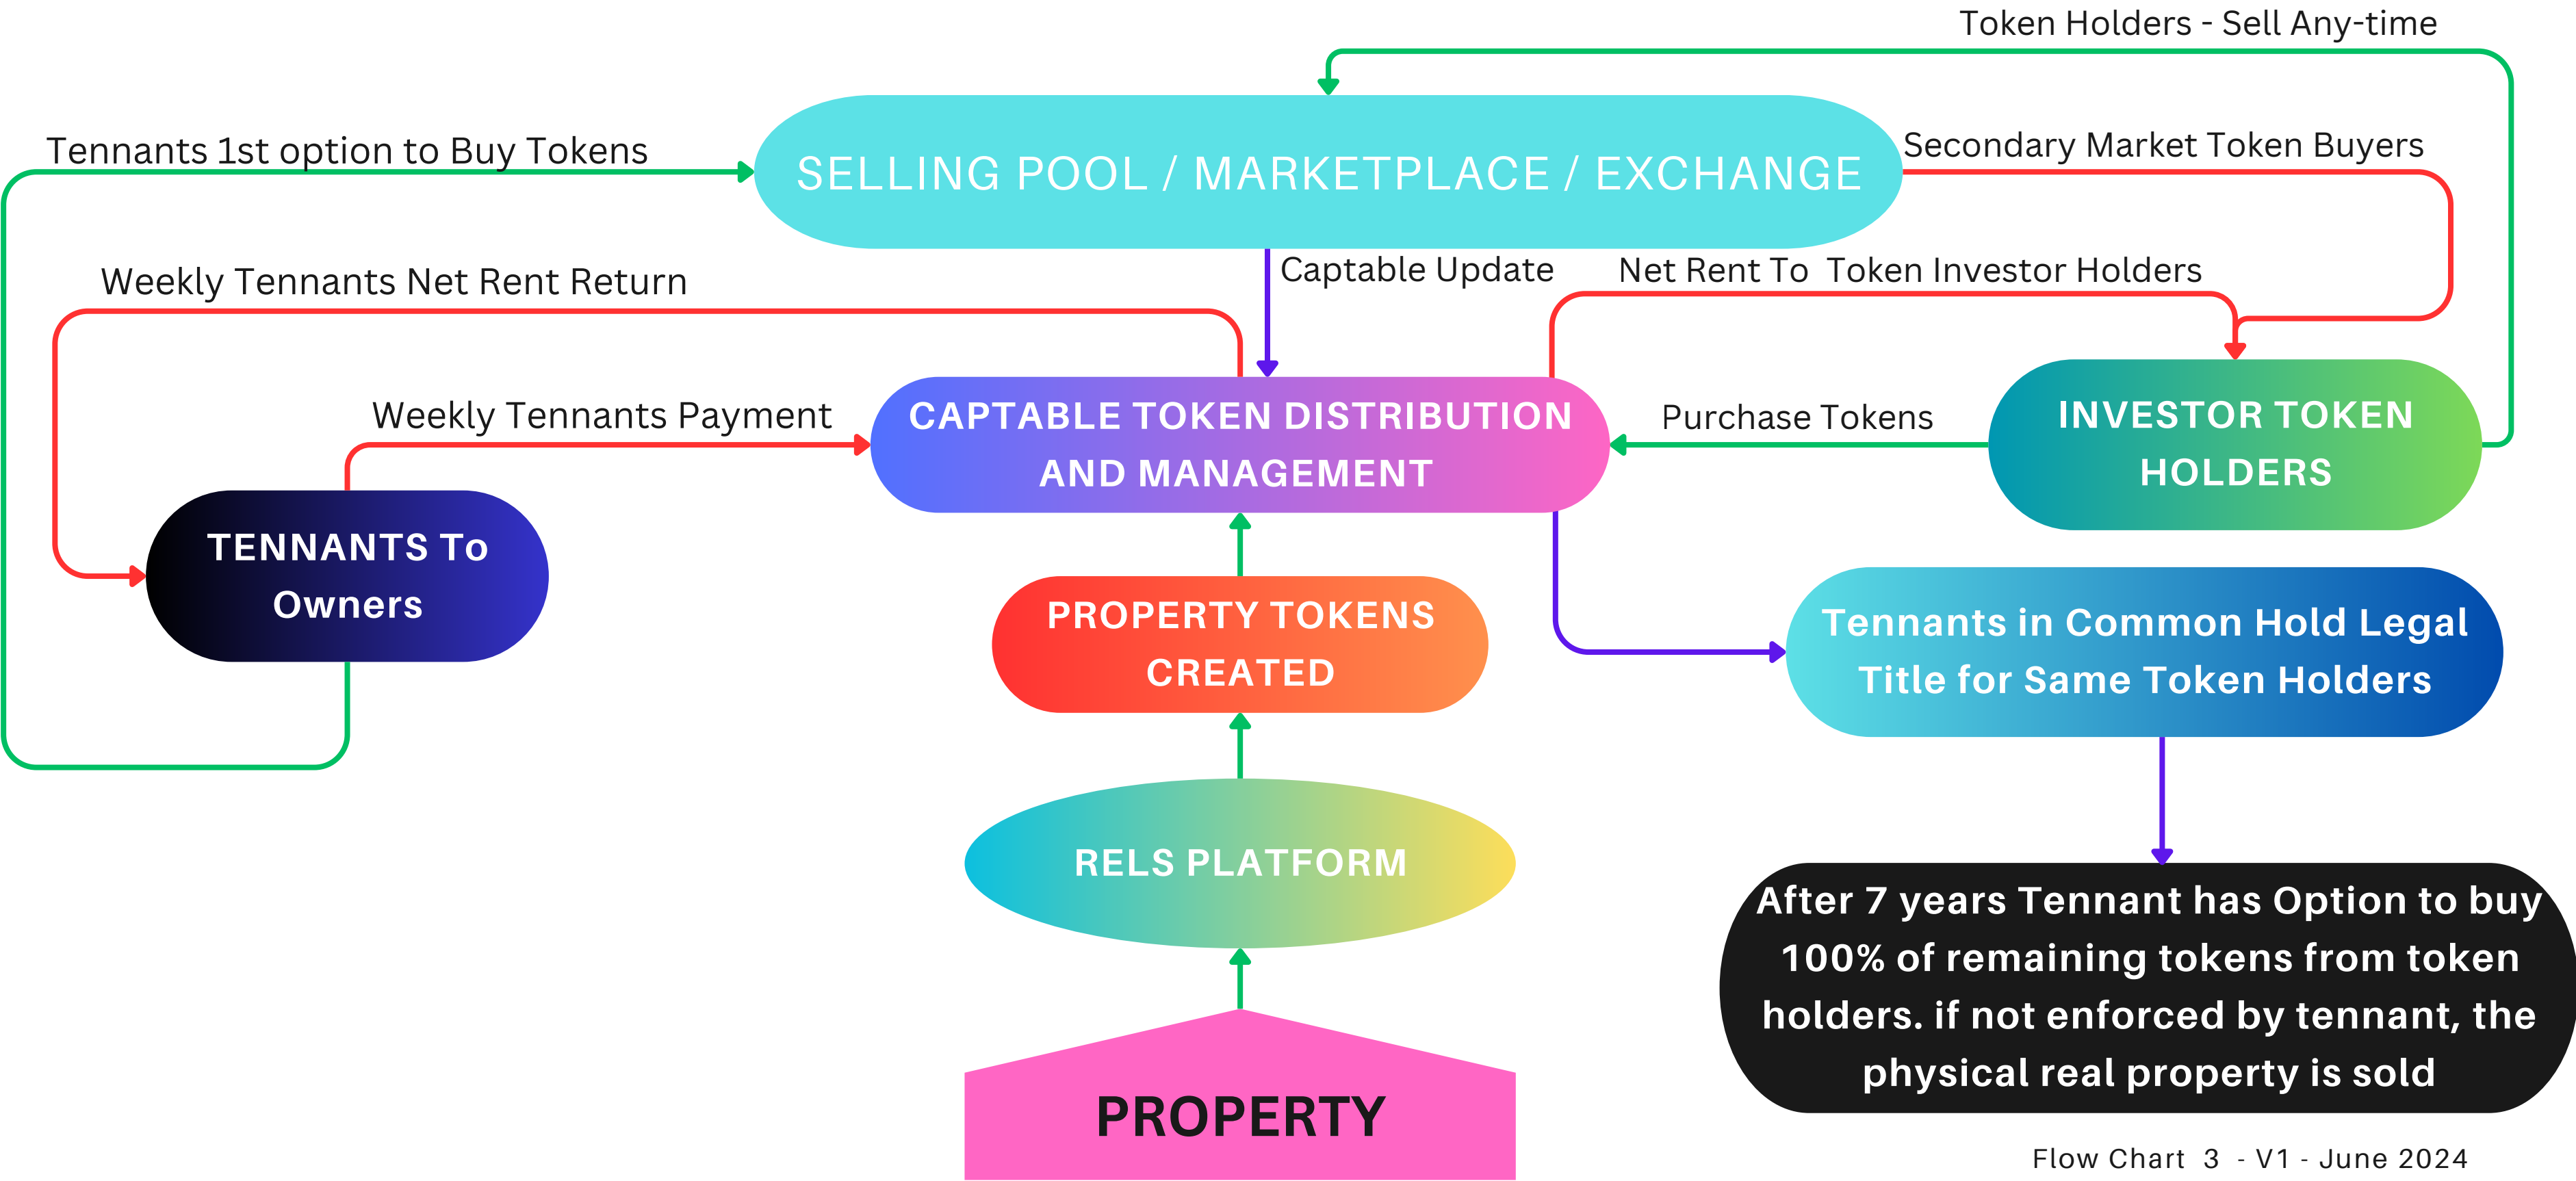 Token Holders - Sell Any-time
Tennants 1st option to Buy Tokens
SELLING POOL / MARKETPLACE / EXCHANGE
Secondary Market Token Buyers
Weekly Tennants Net Rent Return
Captable Update
Net Rent To Token Investor Holders
Weekly Tennants Payment
CAPTABLE TOKEN DISTRIBUTION
AND MANAGEMENT
Purchase Tokens
INVESTOR TOKEN
HOLDERS
TENNANTS To
Owners
PROPERTY TOKENS
CREATED
Tennants in Common Hold Legal
Title for Same Token Holders
RELS PLATFORM
After 7 years Tennant has Option to buy
100% of remaining tokens from token
holders. if not enforced by tennant, the
physical real property is sold
PROPERTY
Flow Chart 3 - V1 - June 2024